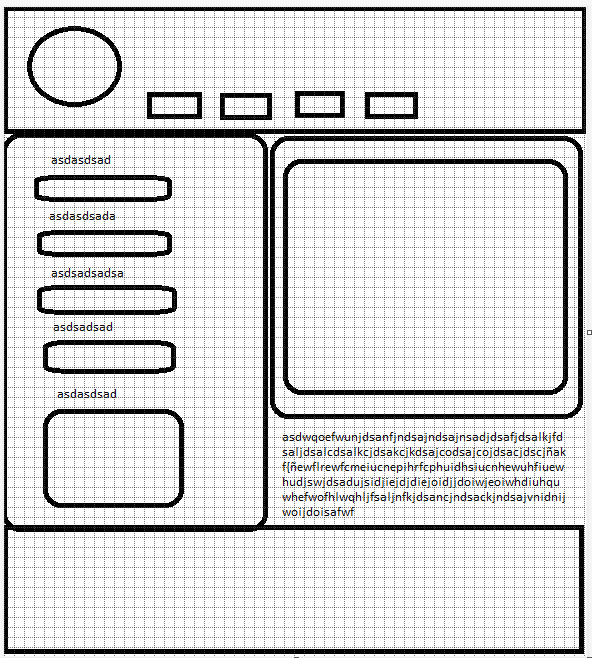 asdasdsad
asdasdsada
asdsadsadsa
asdsadsad
asdasdsad
asdwqoefwunjdsanfjndsajndsajnsadjdsafjdsalkjfd
saljdsalcdsalkcjdsakcjkdsajcodsajcojdsacjdscjñak
f{ñewflrewfcmeiucnepihrfcphuidhsiucnhewuhfiuew
hudjswjdsadujsidjiejdjdiejoidjjdoiwjeoiwhdiuhqu
whefwofhlwqhljfsaljnfkjdsancjndsackjndsajvnidnij
woijdoisafwf